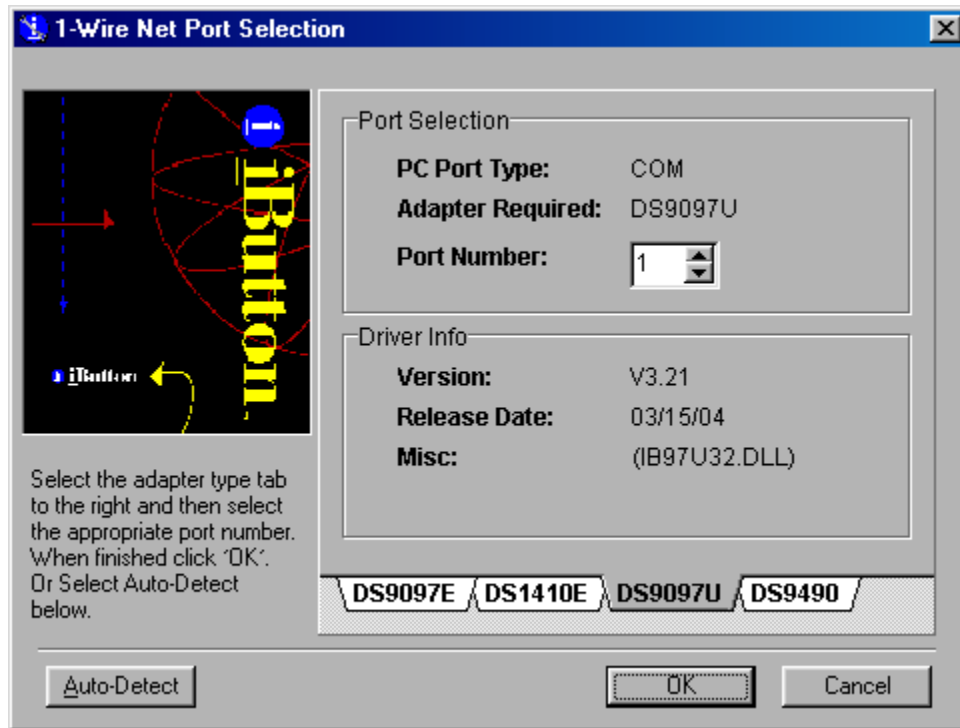 1-Wire Net Port Selection
iButton
iButton
Select the adapter type tab
to the right and then select
the appropriate port number.
When finished click 'OK'.
Or Select Auto-Detect
below.
Port Selection
PC Port Type: COM
Adapter Required: DS9097U
Port Number: 1
Driver Info
Version: V3.21
Release Date: 03/15/04
Misc: (IB97U32.DLL)
DS9097E DS1410E DS9097U DS9490
Auto-Detect OK Cancel